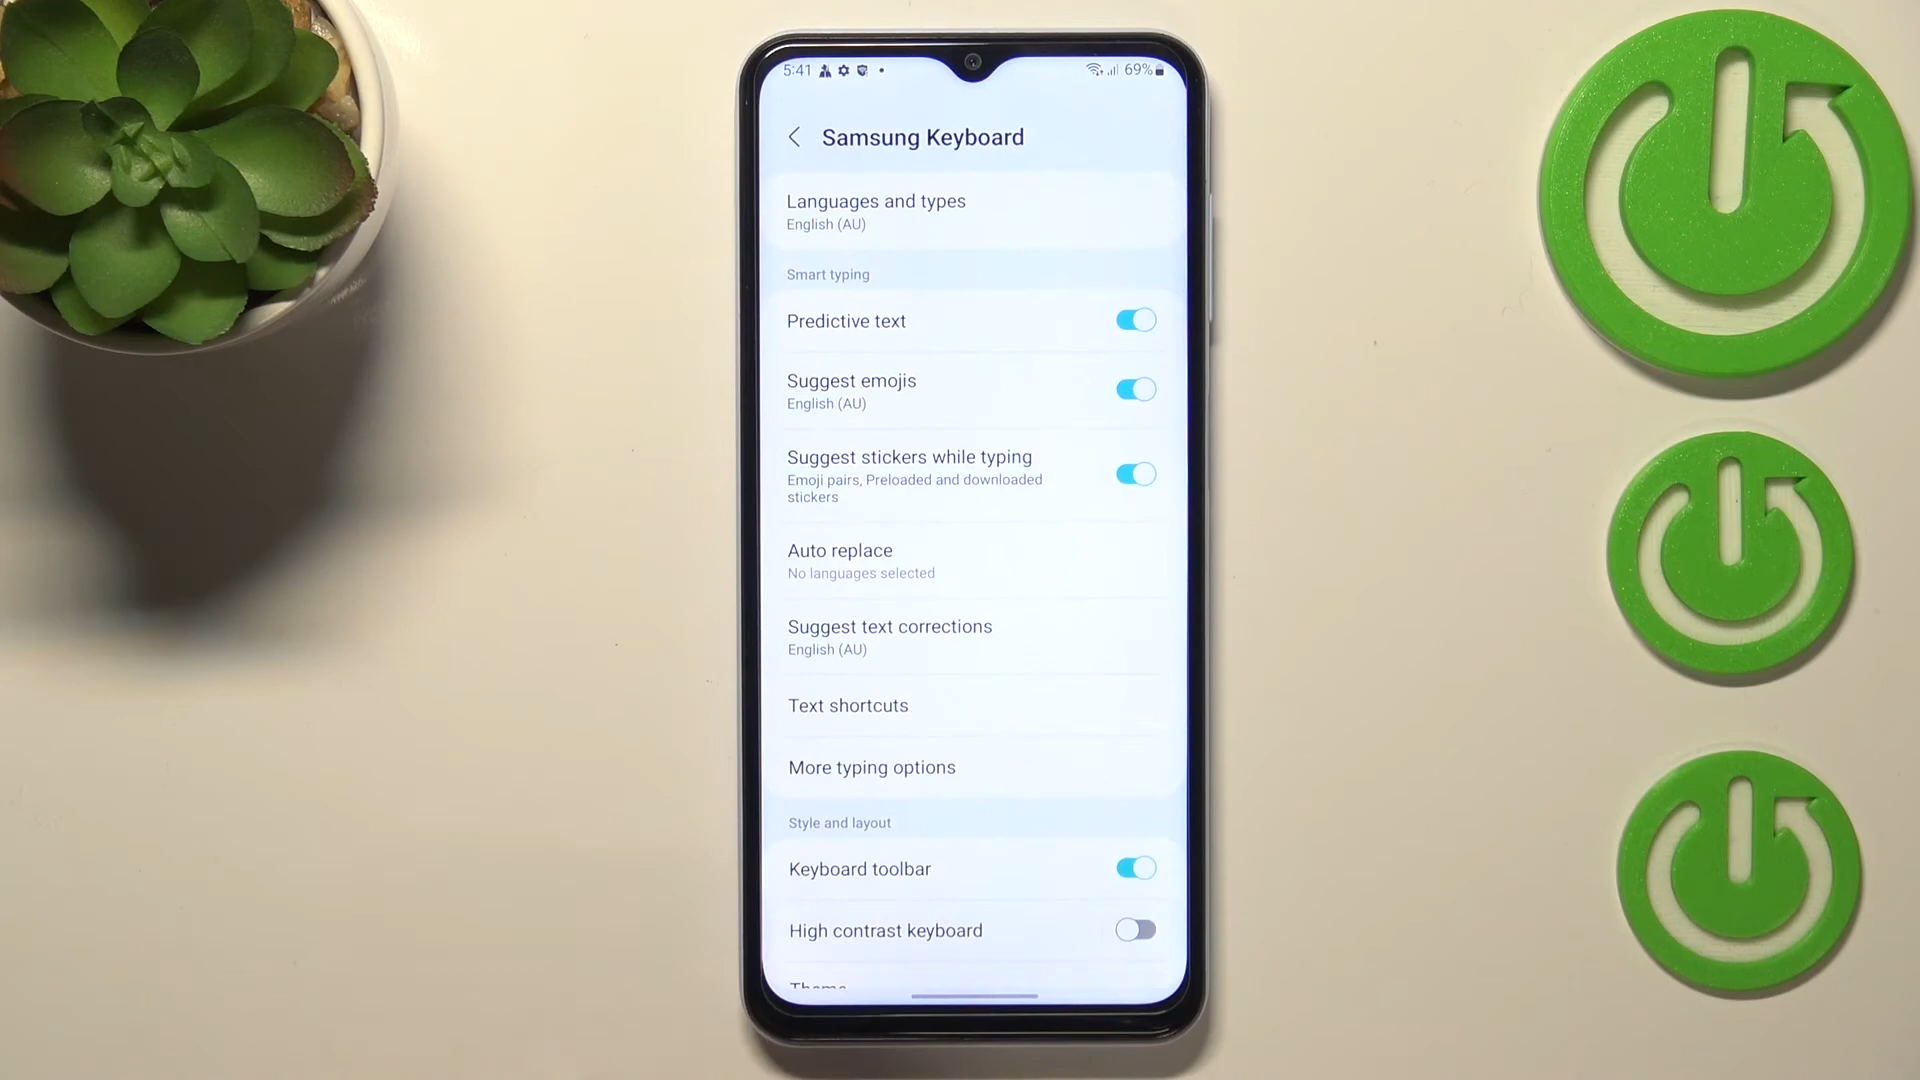 5:41
69%
Samsung Keyboard
Languages and types
English (AU)
Smart typing
Predictive text
Suggest emojis
English (AU)
Suggest stickers while typing
Emoji pairs, Preloaded and downloaded
stickers
Auto replace
No languages selected
Suggest text corrections
English (AU)
Text shortcuts
More typing options
Style and layout
Keyboard toolbar
High contrast keyboard
Theme